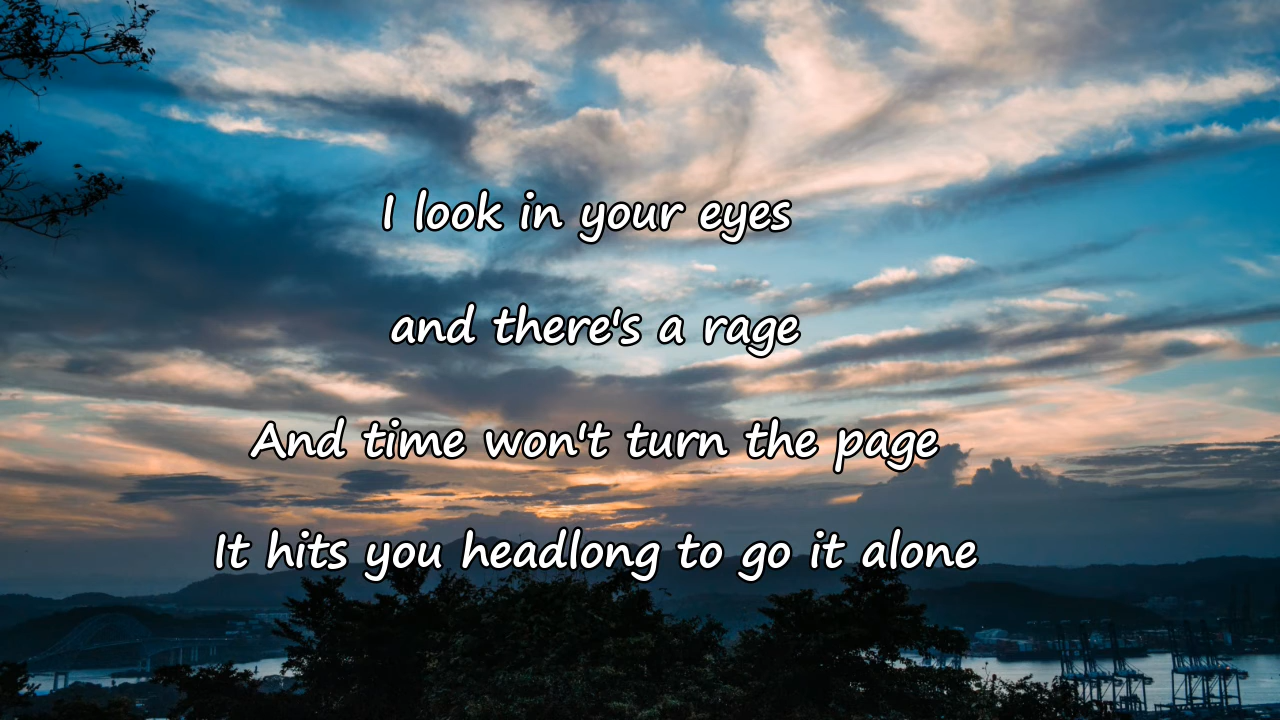 I look in your eyes
and there's a rage
And time won't turn the page
It hits you headlong to go it alone